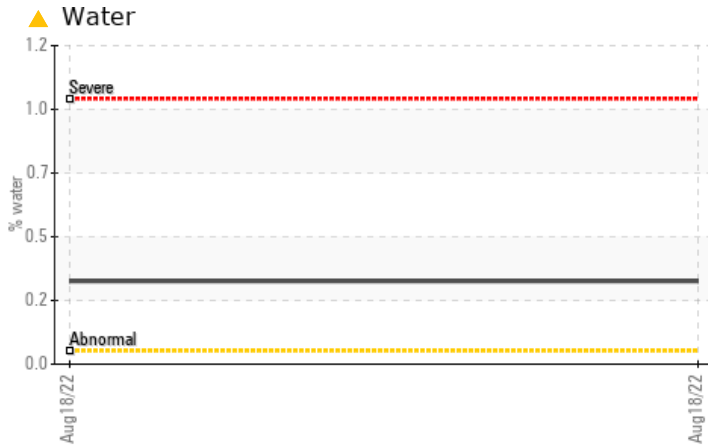 Water
1.2
Severe
1.0
0.7
% water
0.5
0.2
Abnormal
0.0
Aug18/22
Aug18/22